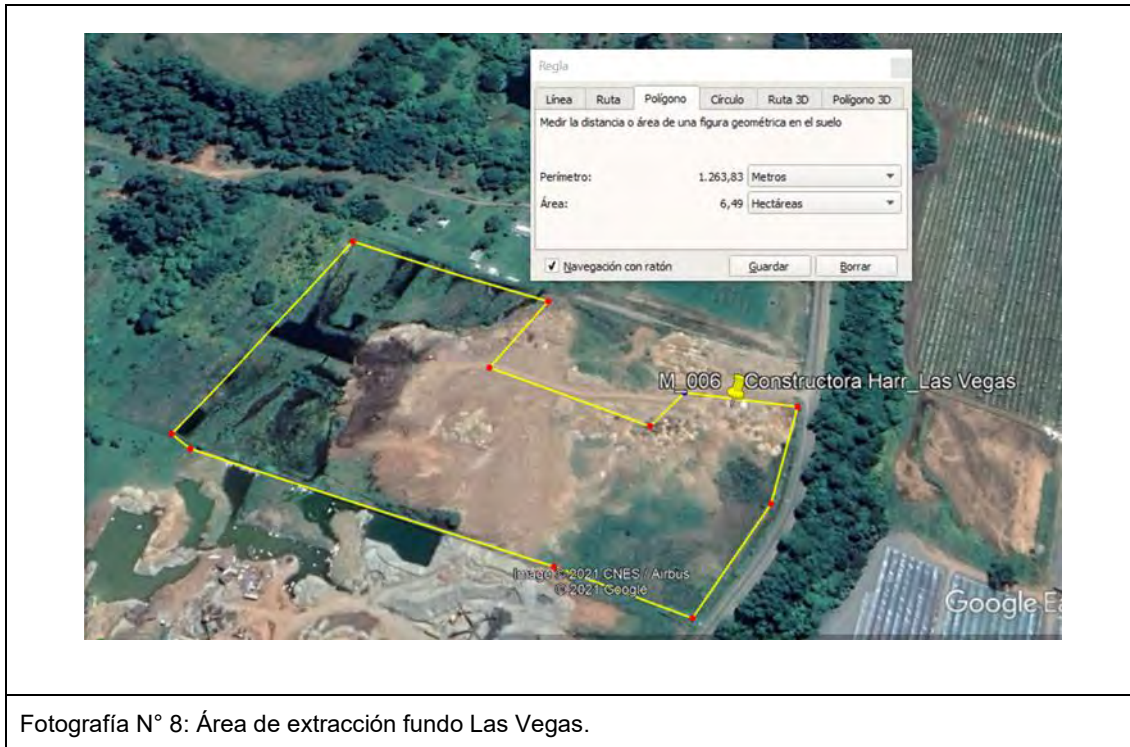 Regla
Línea Ruta Polígono Círculo Ruta 3D Polígono 3D
Medir la distancia o área de una figura geométrica en el suelo
Perímetro: 1.263,83 Metros
Área: 6,49 Hectáreas
Navegación con ratón Guardar Borrar
M_006 Constructora Harr_Las Vegas
Image © 2021 CNES / Airbus
© 2021 Google
Google Ea
Fotografía N° 8: Área de extracción fundo Las Vegas.